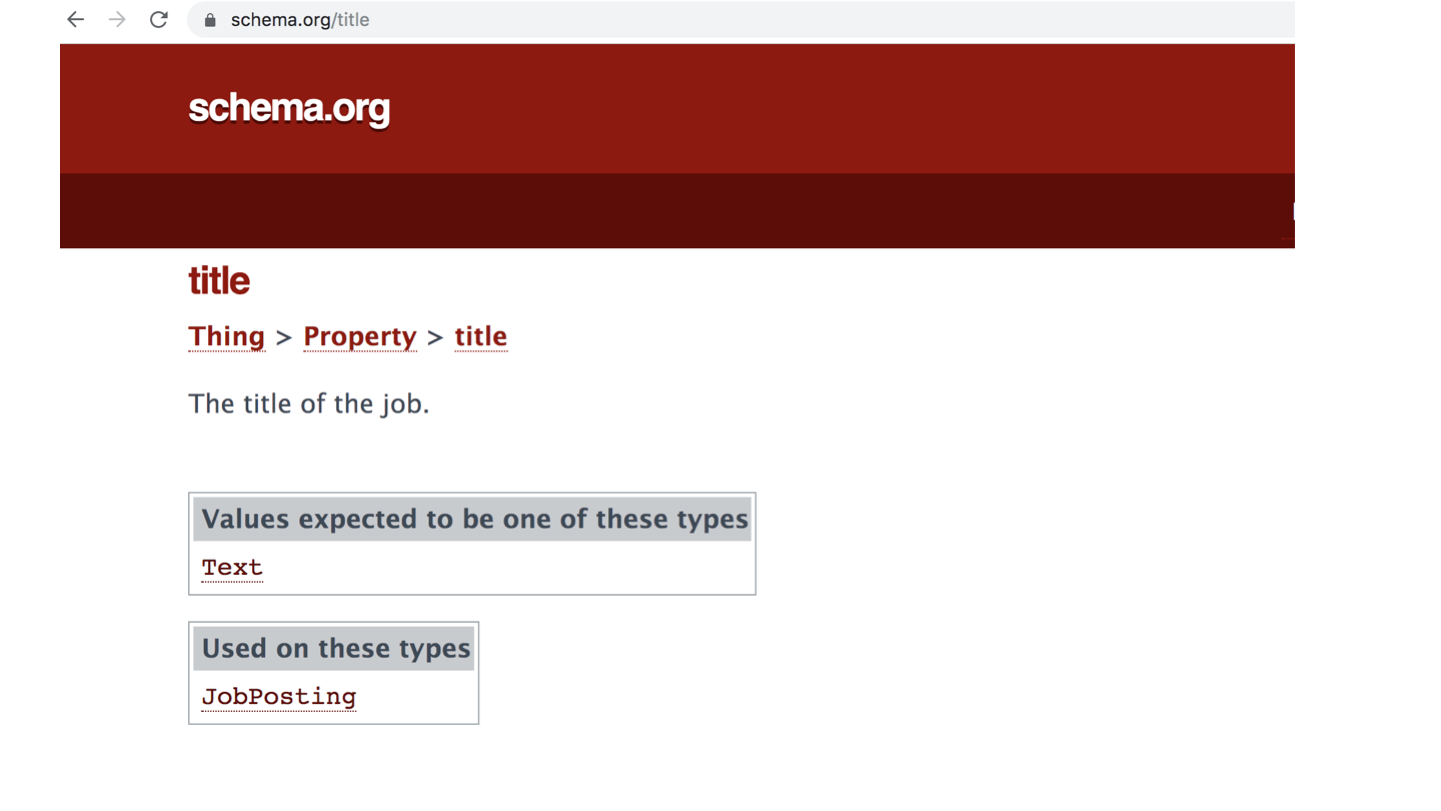 schema.org/title
schema.org
title
Thing > Property > title
The title of the job.
Values expected to be one of these types
Text
Used on these types
JobPosting